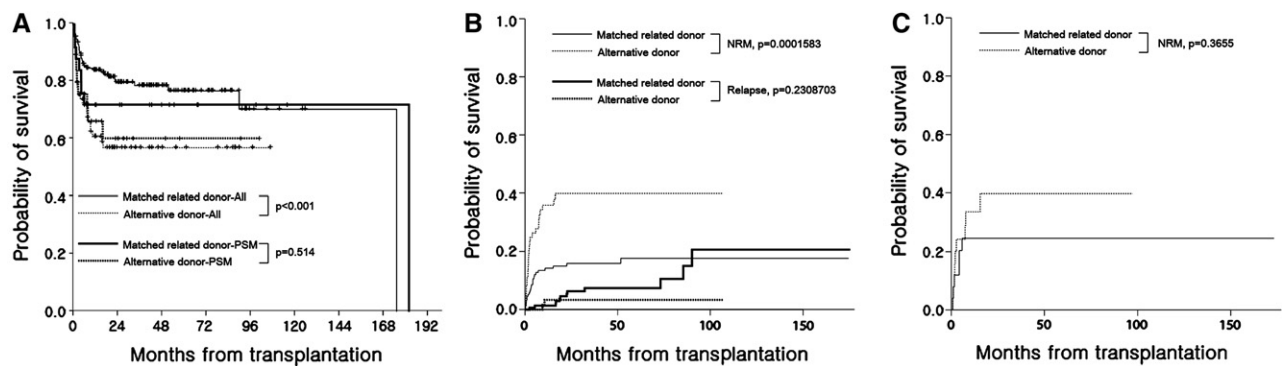 A
Probability of survival
1.0
0.8
0.6
0.4
0.2
0.0
Matched related donor-All
Alternative donor-All
p<0.001
Matched related donor-PSM
Alternative donor-PSM
p=0.514
0 24 48 72 96 120 144 168 192
Months from transplantation
B
Probability of survival
1.0
0.8
0.6
0.4
0.2
0.0
Matched related donor
Alternative donor
NRM, p=0.0001583
Matched related donor
Alternative donor
Relapse, p=0.2308703
0 50 100 150
Months from transplantation
C
Probability of survival
1.0
0.8
0.6
0.4
0.2
0.0
Matched related donor
Alternative donor
NRM, p=0.3655
0 50 100 150
Months from transplantation